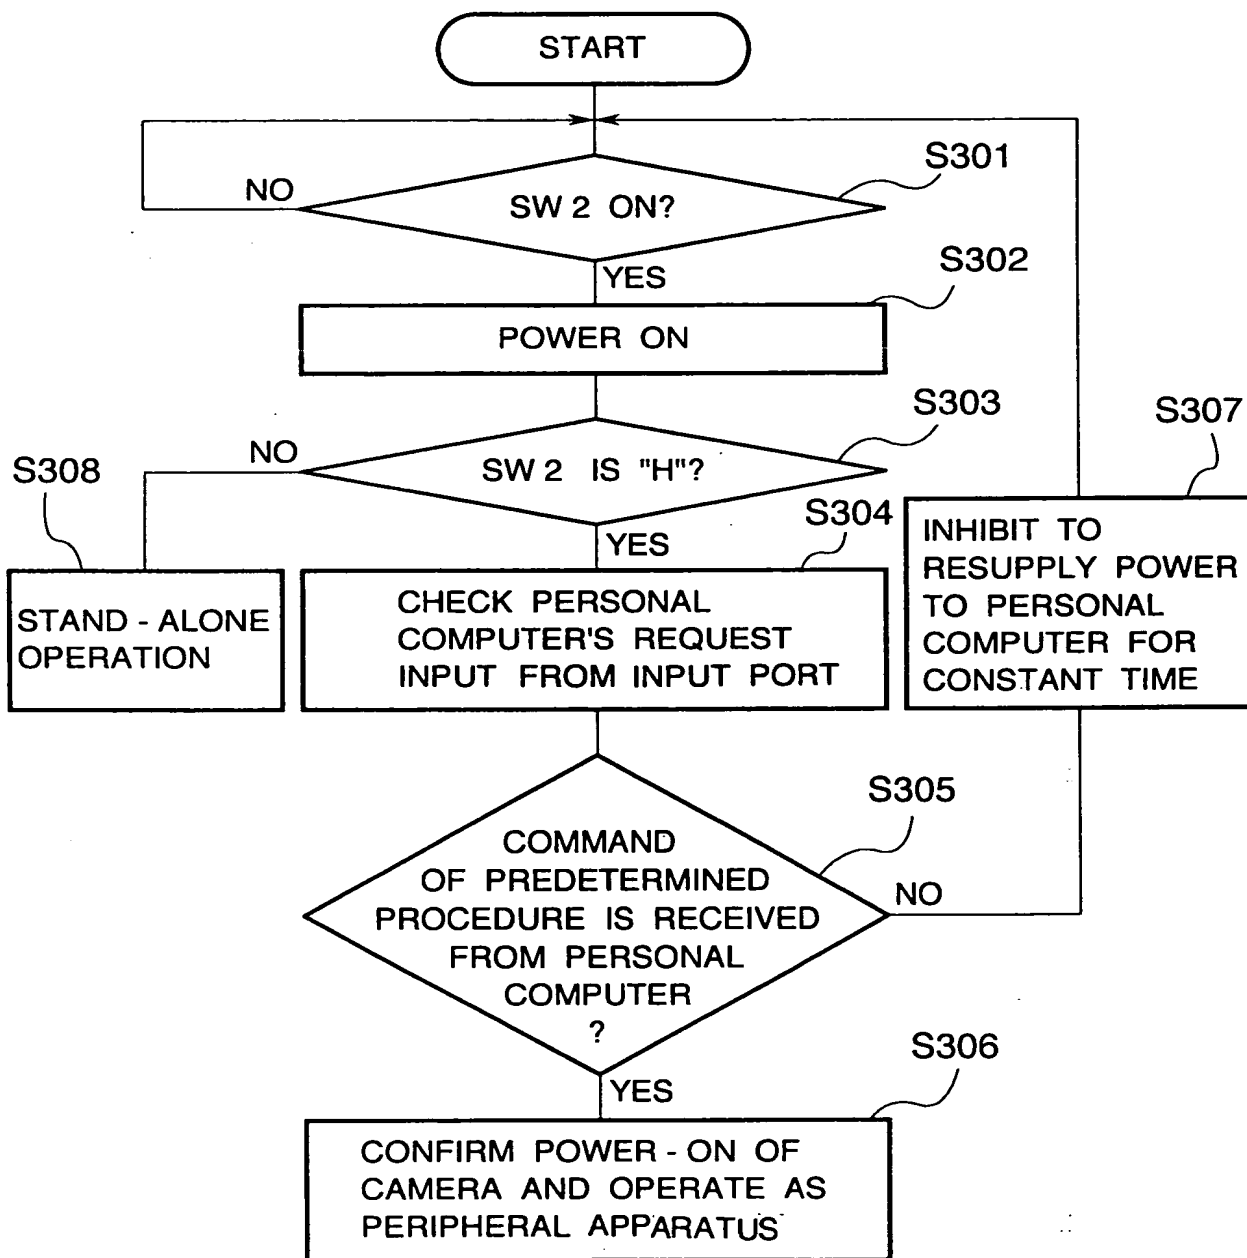 START
S301
NO
SW 2 ON?
YES
S302
POWER ON
S303
NO
SW 2 IS "H"?
S307
S308
YES
S304
STAND - ALONE
OPERATION
CHECK PERSONAL
COMPUTER'S REQUEST
INPUT FROM INPUT PORT
INHIBIT TO
RESUPPLY POWER
TO PERSONAL
COMPUTER FOR
CONSTANT TIME
S305
COMMAND
OF PREDETERMINED
PROCEDURE IS RECEIVED
FROM PERSONAL
COMPUTER
?
NO
YES
S306
CONFIRM POWER - ON OF
CAMERA AND OPERATE AS
PERIPHERAL APPARATUS